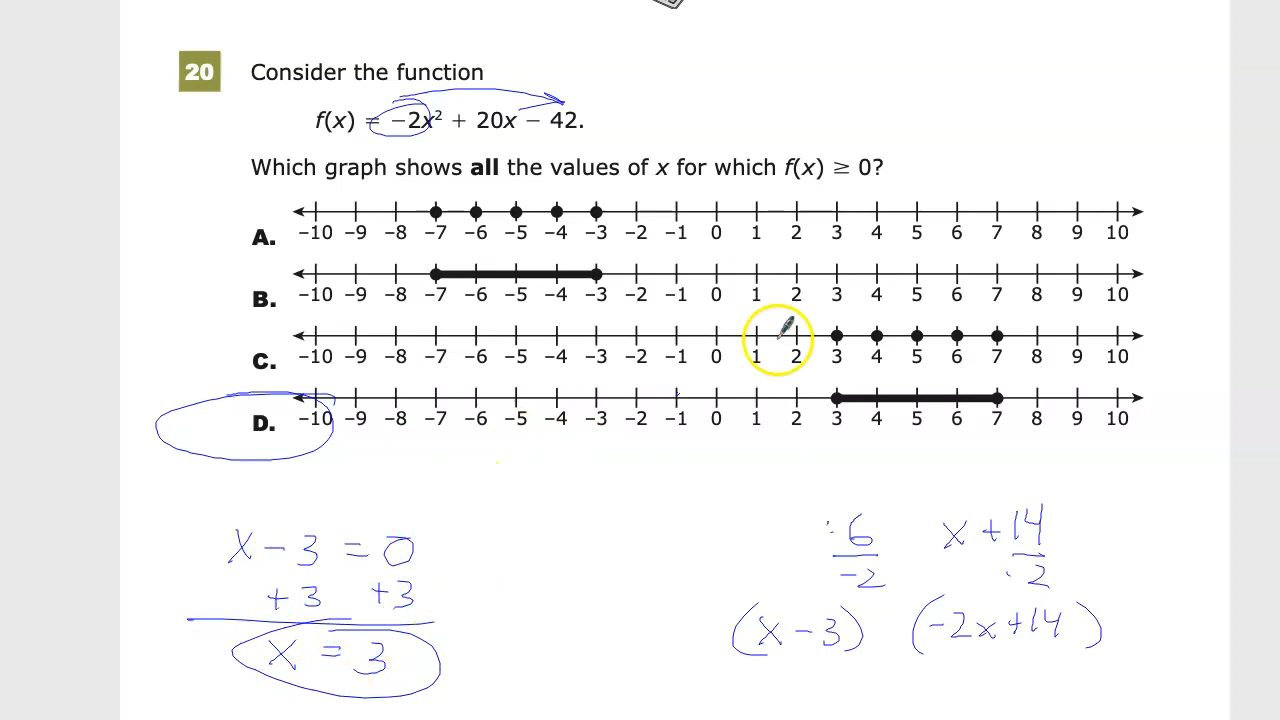 20 Consider the function
f(x) = −2x² + 20x − 42.
Which graph shows all the values of x for which f(x) ≥ 0?
A. −10 −9 −8 −7 −6 −5 −4 −3 −2 −1 0 1 2 3 4 5 6 7 8 9 10
B. −10 −9 −8 −7 −6 −5 −4 −3 −2 −1 0 1 2 3 4 5 6 7 8 9 10
C. −10 −9 −8 −7 −6 −5 −4 −3 −2 −1 0 1 2 3 4 5 6 7 8 9 10
D. −10 −9 −8 −7 −6 −5 −4 −3 −2 −1 0 1 2 3 4 5 6 7 8 9 10
x − 3 = 0
+3 +3
x = 3
6 x + 14
−2 2
(x − 3) (−2x + 14)